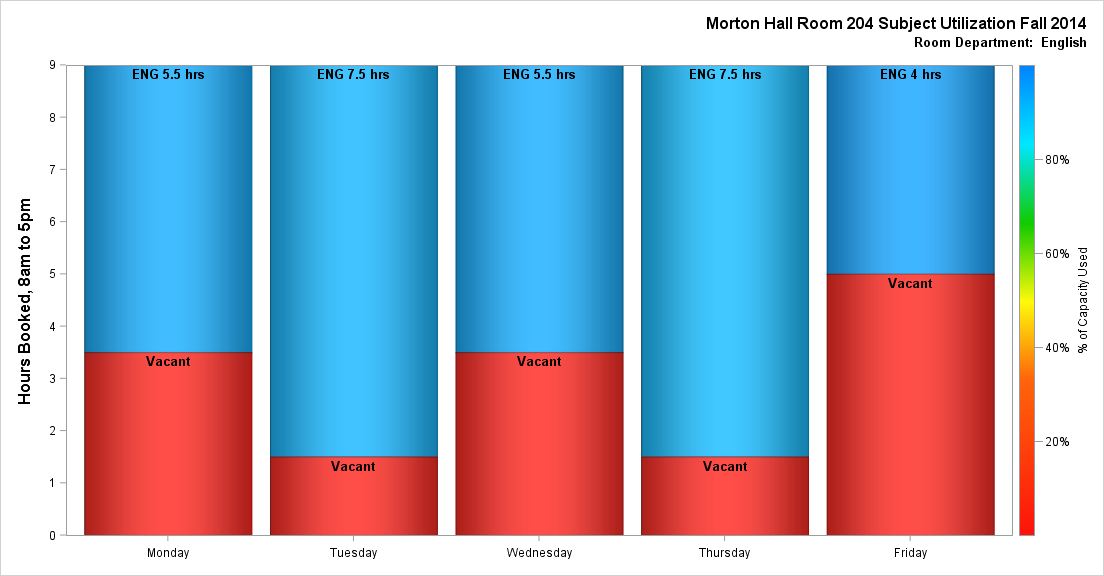 Morton Hall Room 204 Subject Utilization Fall 2014
Room Department:  English
Hours Booked, 8am to 5pm
9
8
7
6
5
4
3
2
1
0
ENG 5.5 hrs
ENG 7.5 hrs
ENG 5.5 hrs
ENG 7.5 hrs
ENG 4 hrs
Vacant
Vacant
Vacant
Vacant
Vacant
Monday
Tuesday
Wednesday
Thursday
Friday
80%
60%
40%
20%
% of Capacity Used